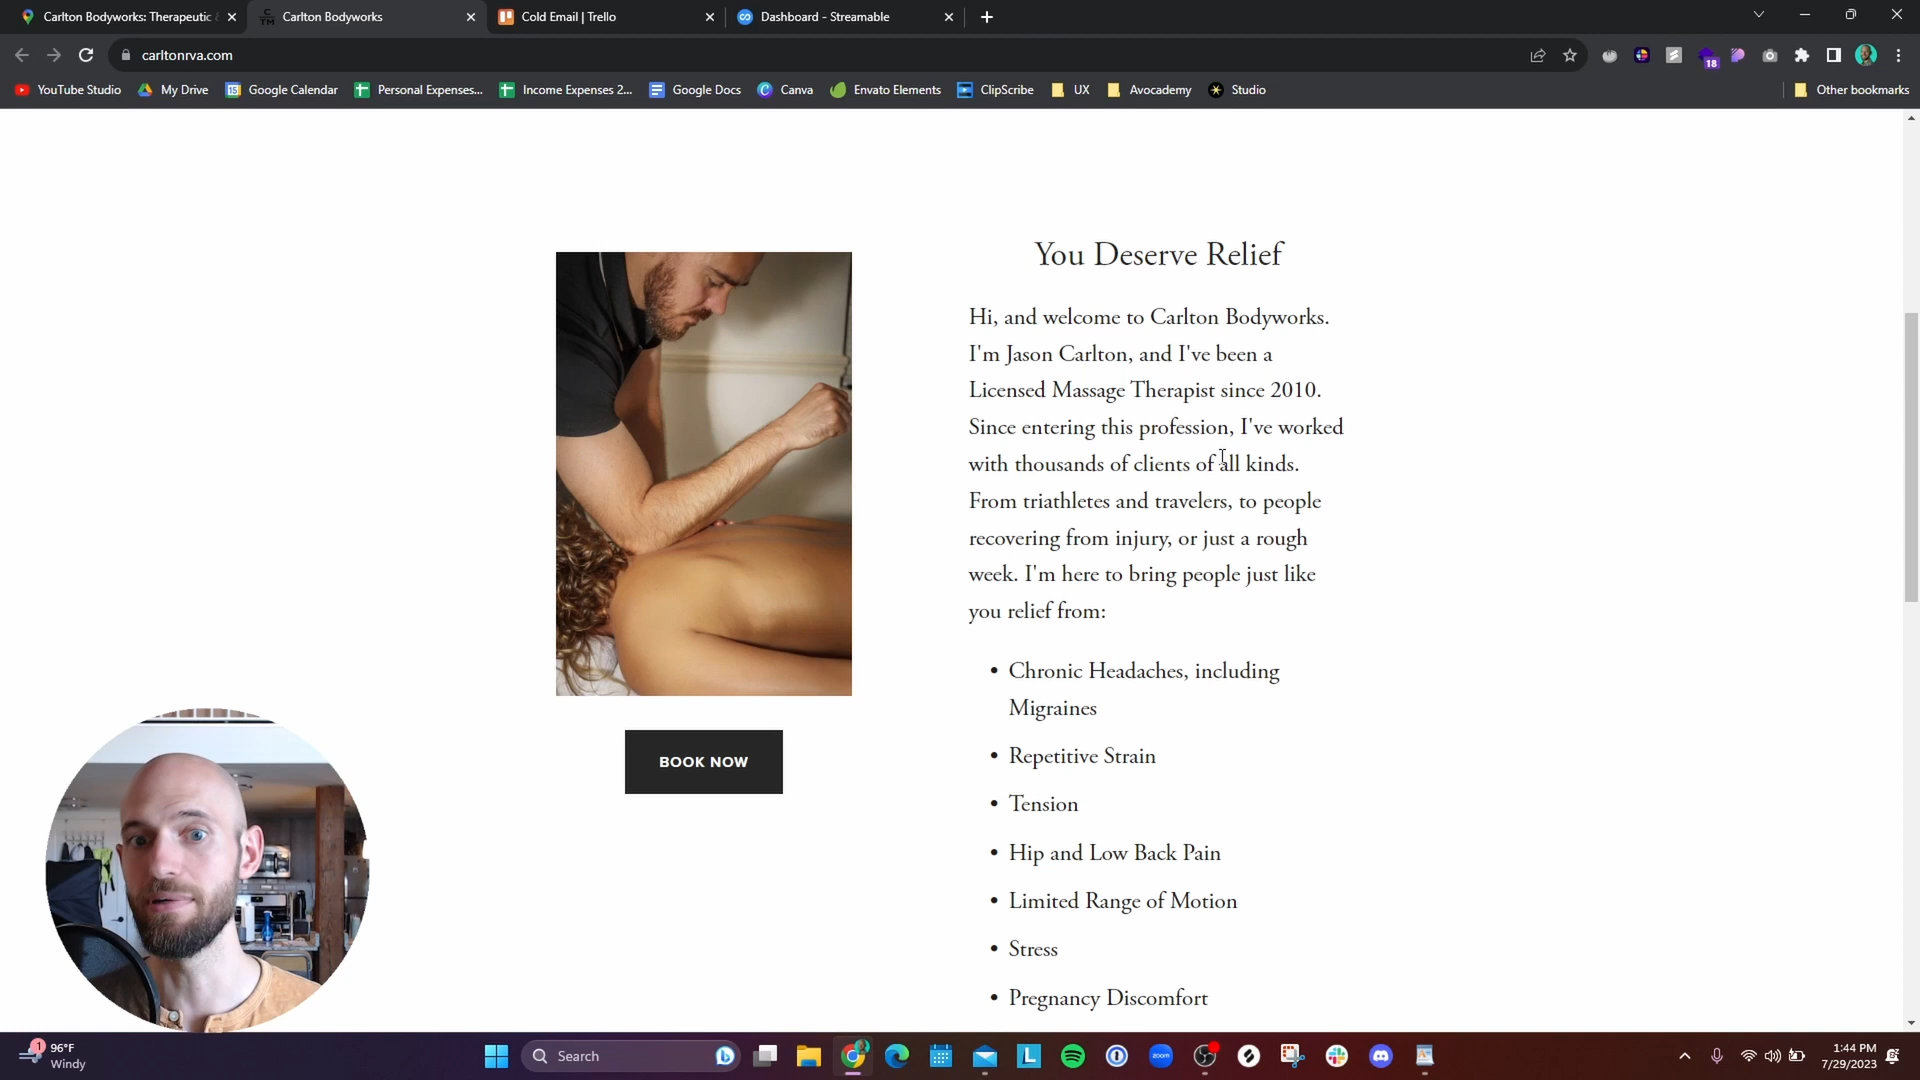 Carlton Bodyworks: Therapeutic
Carlton Bodyworks
Cold Email | Trello
Dashboard - Streamable
carltonrva.com
18
YouTube Studio
My Drive
Google Calendar
Personal Expenses...
Income Expenses 2...
Google Docs
Canva
Envato Elements
ClipScribe
UX
Avocademy
Studio
Other bookmarks
You Deserve Relief
Hi, and welcome to Carlton Bodyworks.
I'm Jason Carlton, and I've been a
Licensed Massage Therapist since 2010.
Since entering this profession, I've worked
with thousands of clients of all kinds.
From triathletes and travelers, to people
recovering from injury, or just a rough
week. I'm here to bring people just like
you relief from:
• Chronic Headaches, including
Migraines
• Repetitive Strain
• Tension
• Hip and Low Back Pain
• Limited Range of Motion
• Stress
• Pregnancy Discomfort
BOOK NOW
1
96°F
Windy
Search
zoom
1:44 PM
7/29/2023